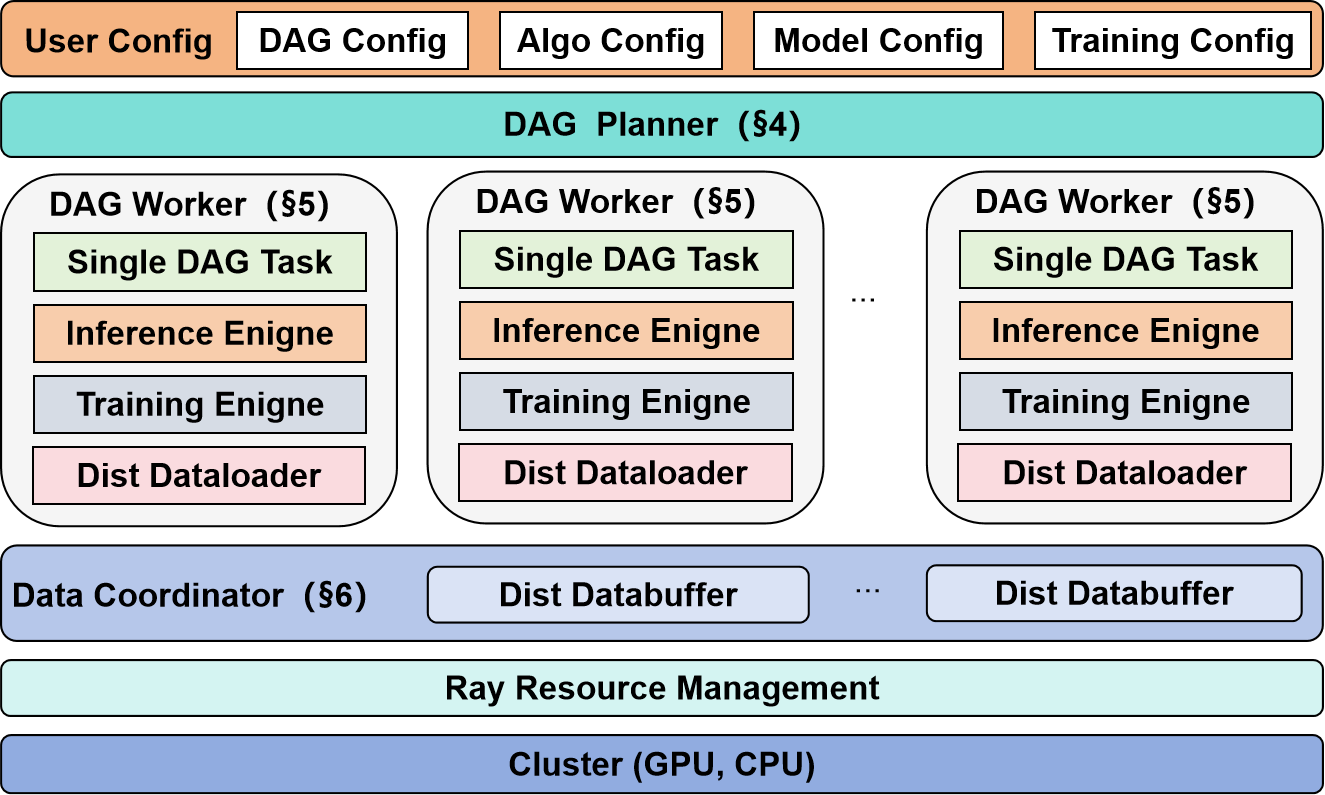 User Config DAG Config Algo Config Model Config Training Config
DAG Planner (§4)
DAG Worker (§5)
Single DAG Task
Inference Enigne
Training Enigne
Dist Dataloader
DAG Worker (§5)
Single DAG Task
Inference Enigne
Training Enigne
Dist Dataloader
...
DAG Worker (§5)
Single DAG Task
Inference Enigne
Training Enigne
Dist Dataloader
Data Coordinator (§6) Dist Databuffer ... Dist Databuffer
Ray Resource Management
Cluster (GPU, CPU)